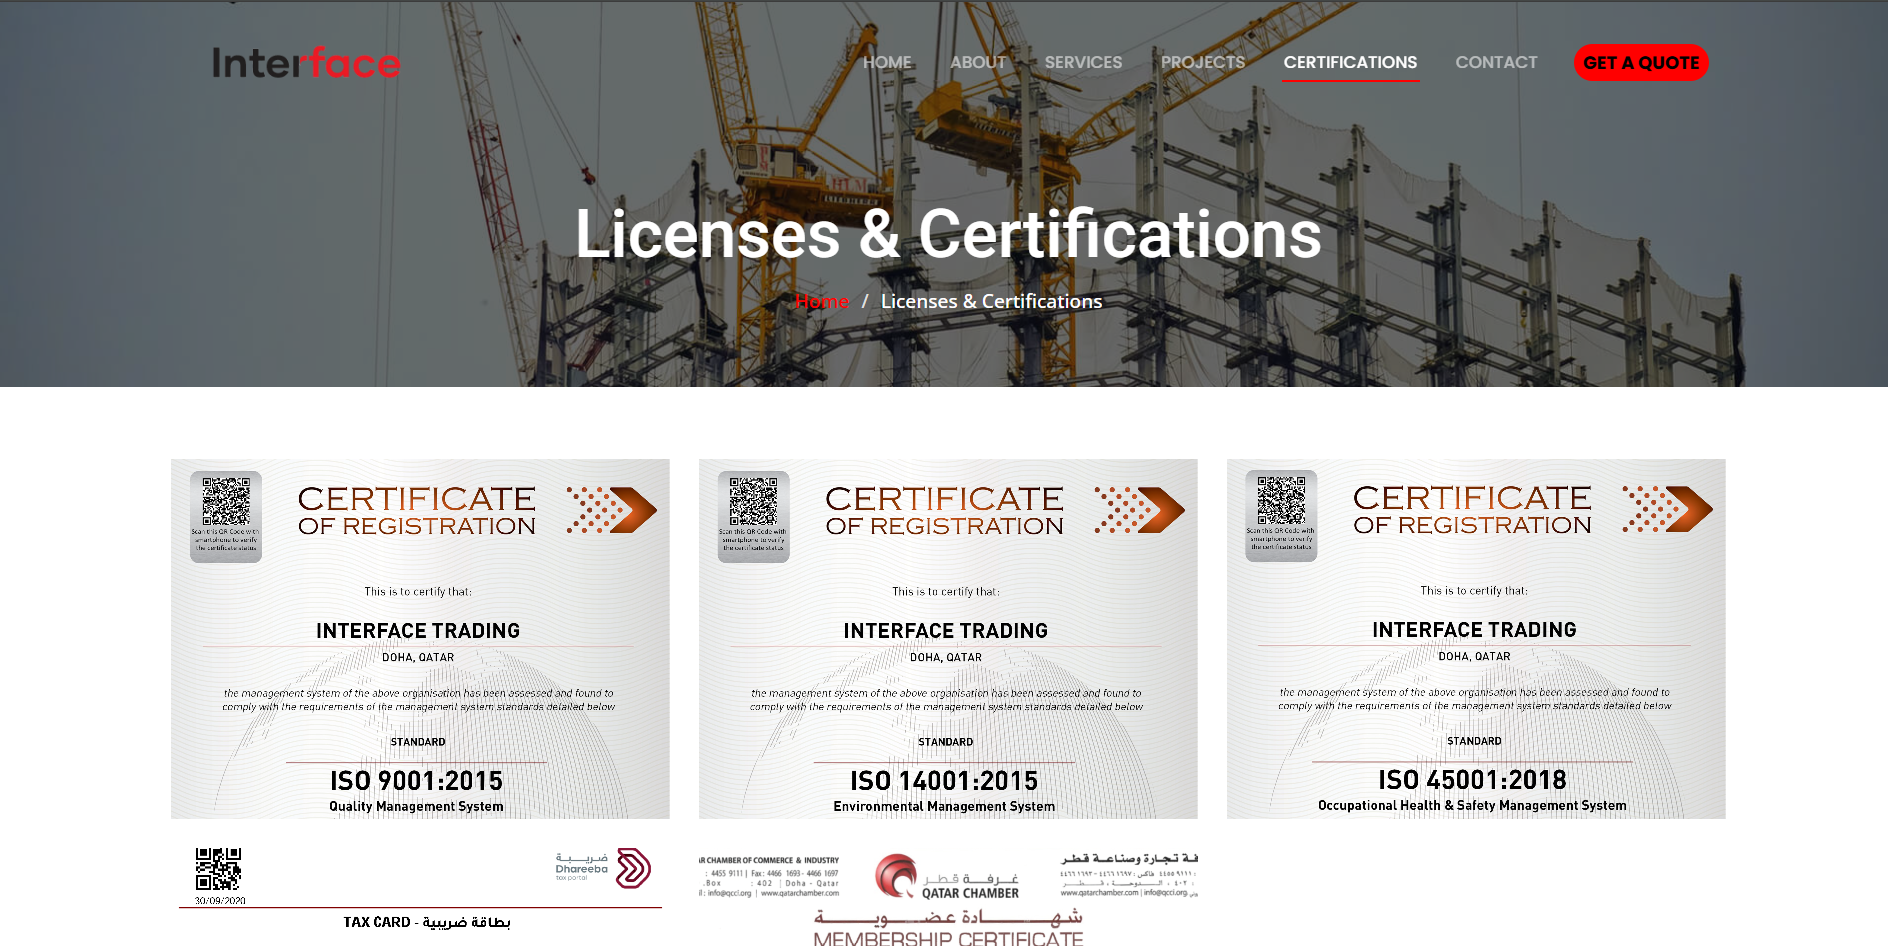 Interface
HOME ABOUT SERVICES PROJECTS CERTIFICATIONS CONTACT GET A QUOTE
Licenses & Certifications
Home / Licenses & Certifications
Scan this QR Code with
smartphone to verify
the certificate status
CERTIFICATE
OF REGISTRATION
This is to certify that:
INTERFACE TRADING
DOHA, QATAR
the management system of the above organisation has been assessed and found to
comply with the requirements of the management system standards detailed below
STANDARD
ISO 9001:2015
Quality Management System
Scan this QR Code with
smartphone to verify
the certificate status
CERTIFICATE
OF REGISTRATION
This is to certify that:
INTERFACE TRADING
DOHA, QATAR
the management system of the above organisation has been assessed and found to
comply with the requirements of the management system standards detailed below
STANDARD
ISO 14001:2015
Environmental Management System
Scan this QR Code with
smartphone to verify
the certificate status
CERTIFICATE
OF REGISTRATION
This is to certify that:
INTERFACE TRADING
DOHA, QATAR
the management system of the above organisation has been assessed and found to
comply with the requirements of the management system standards detailed below
STANDARD
ISO 45001:2018
Occupational Health & Safety Management System
30/09/2020
ضريبة
Dhareeba
tax portal
TAX CARD - بطاقة ضريبية
CHAMBER OF COMMERCE & INDUSTRY
: 4455 9111 | Fax: 4466 1693 - 4466 1697
.Box : 402 | Doha - Qatar
: info@qcci.org | www.qatarchamber.com
غرفة قطر
QATAR CHAMBER
تجارة وصناعة قطر
www.qatarchamber.com | info@qcci.org
شهادة عضوية
MEMBERSHIP CERTIFICATE